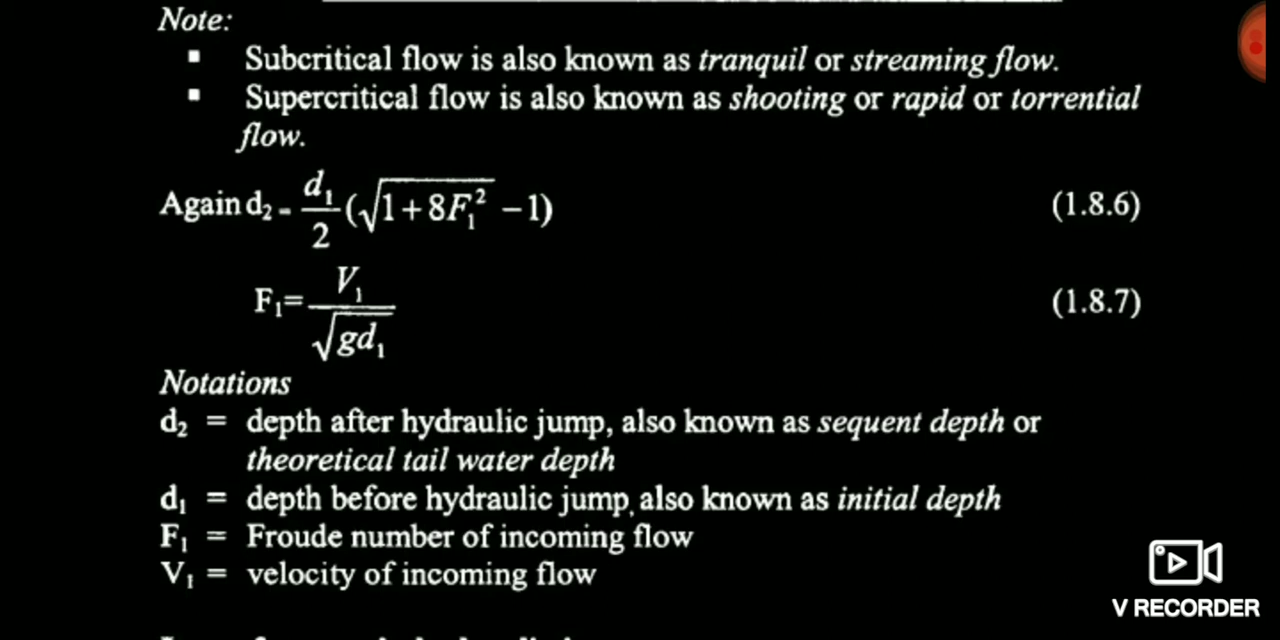 Note:
▪ Subcritical flow is also known as tranquil or streaming flow.
▪ Supercritical flow is also known as shooting or rapid or torrential
flow.
Again d₂ = d₁/2 (√(1+8F₁²) − 1) (1.8.6)
F₁= V₁/√(gd₁) (1.8.7)
Notations
d₂ = depth after hydraulic jump, also known as sequent depth or
theoretical tail water depth
d₁ = depth before hydraulic jump, also known as initial depth
F₁ = Froude number of incoming flow
V₁ = velocity of incoming flow
V RECORDER